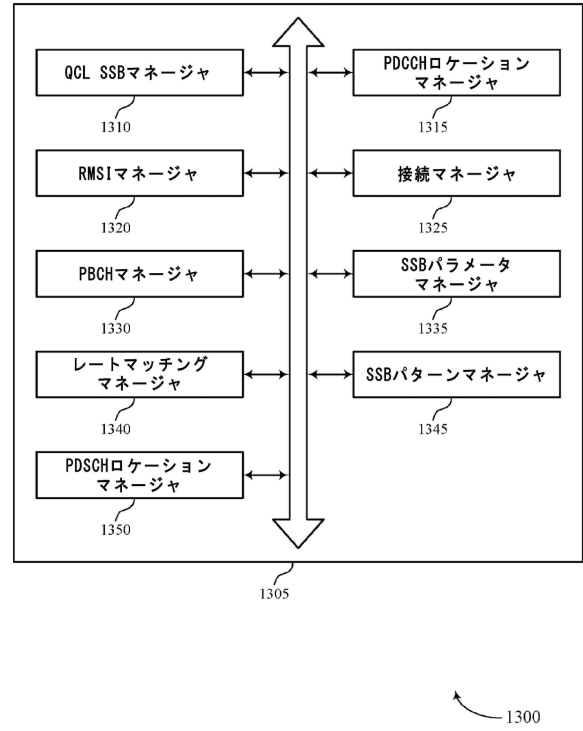 QCL SSBマネージャ
1310
PDCCHロケーション
マネージャ
1315
RMSIマネージャ
1320
接続マネージャ
1325
PBCHマネージャ
1330
SSBパラメータ
マネージャ
1335
レートマッチング
マネージャ
1340
SSBパターンマネージャ
1345
PDSCHロケーション
マネージャ
1350
1305
1300